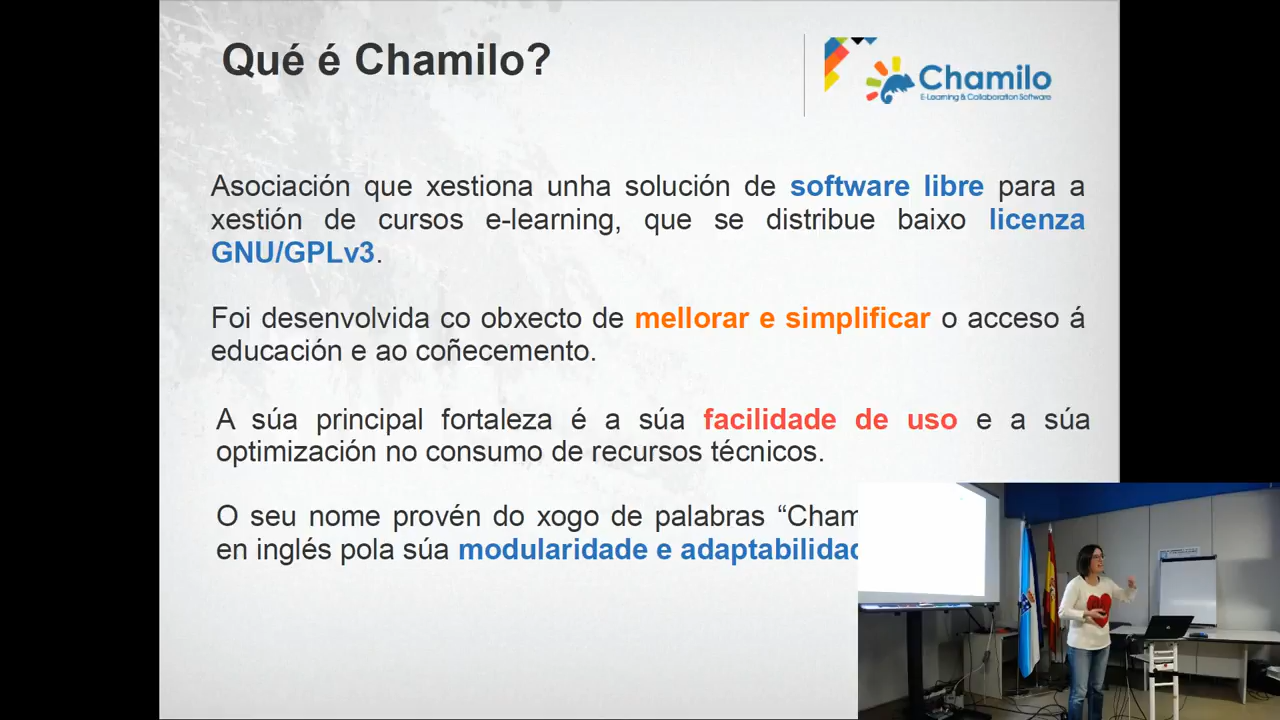 Qué é Chamilo?
Chamilo
E-Learning & Collaboration Software
Asociación que xestiona unha solución de software libre para a
xestión de cursos e-learning, que se distribue baixo licenza
GNU/GPLv3.
Foi desenvolvida co obxecto de mellorar e simplificar o acceso á
educación e ao coñecemento.
A súa principal fortaleza é a súa facilidade de uso e a súa
optimización no consumo de recursos técnicos.
O seu nome provén do xogo de palabras “Cham
en inglés pola súa modularidade e adaptabilidad